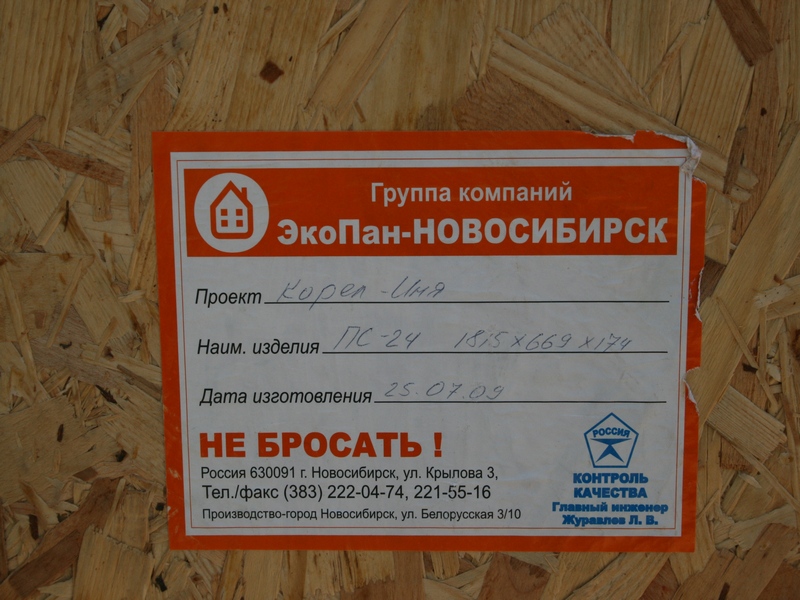 Группа компаний
ЭкоПан-НОВОСИБИРСК
Проект Корел-Иня
Наим. изделия ПС-24 1815х669х174
Дата изготовления 25.07.09
НЕ БРОСАТЬ !
Россия 630091 г. Новосибирск, ул. Крылова 3,
Тел./факс (383) 222-04-74, 221-55-16
Производство-город Новосибирск, ул. Белорусская 3/10
РОССИЯ
КОНТРОЛЬ
КАЧЕСТВА
Главный инженер
Журавлев Л. В.